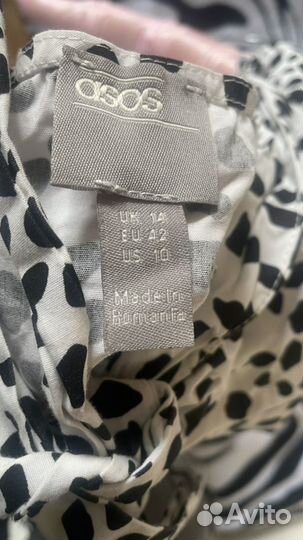 asos
UK 14
EU 42
US 10
Made in
Romania
Avito